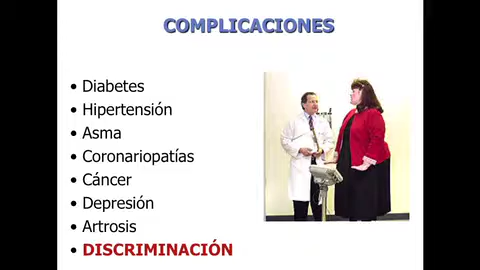 COMPLICACIONES
• Diabetes
• Hipertensión
• Asma
• Coronariopatías
• Cáncer
• Depresión
• Artrosis
• DISCRIMINACIÓN